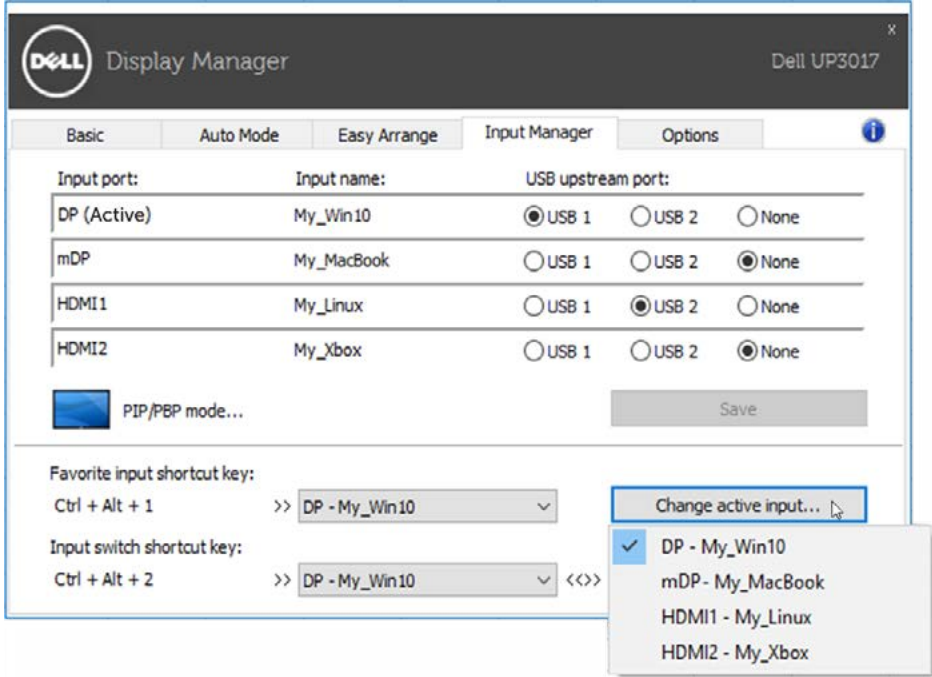 DELL Display Manager Dell UP3017 x
Basic Auto Mode Easy Arrange Input Manager Options i
Input port: Input name: USB upstream port:
DP (Active) My_Win10 USB 1 USB 2 None
mDP My_MacBook USB 1 USB 2 None
HDMI1 My_Linux USB 1 USB 2 None
HDMI2 My_Xbox USB 1 USB 2 None
PIP/PBP mode... Save
Favorite input shortcut key:
Ctrl + Alt + 1 >> DP - My_Win10 Change active input...
Input switch shortcut key:
Ctrl + Alt + 2 >> DP - My_Win10 <<>>
DP - My_Win10
mDP- My_MacBook
HDMI1 - My_Linux
HDMI2 - My_Xbox